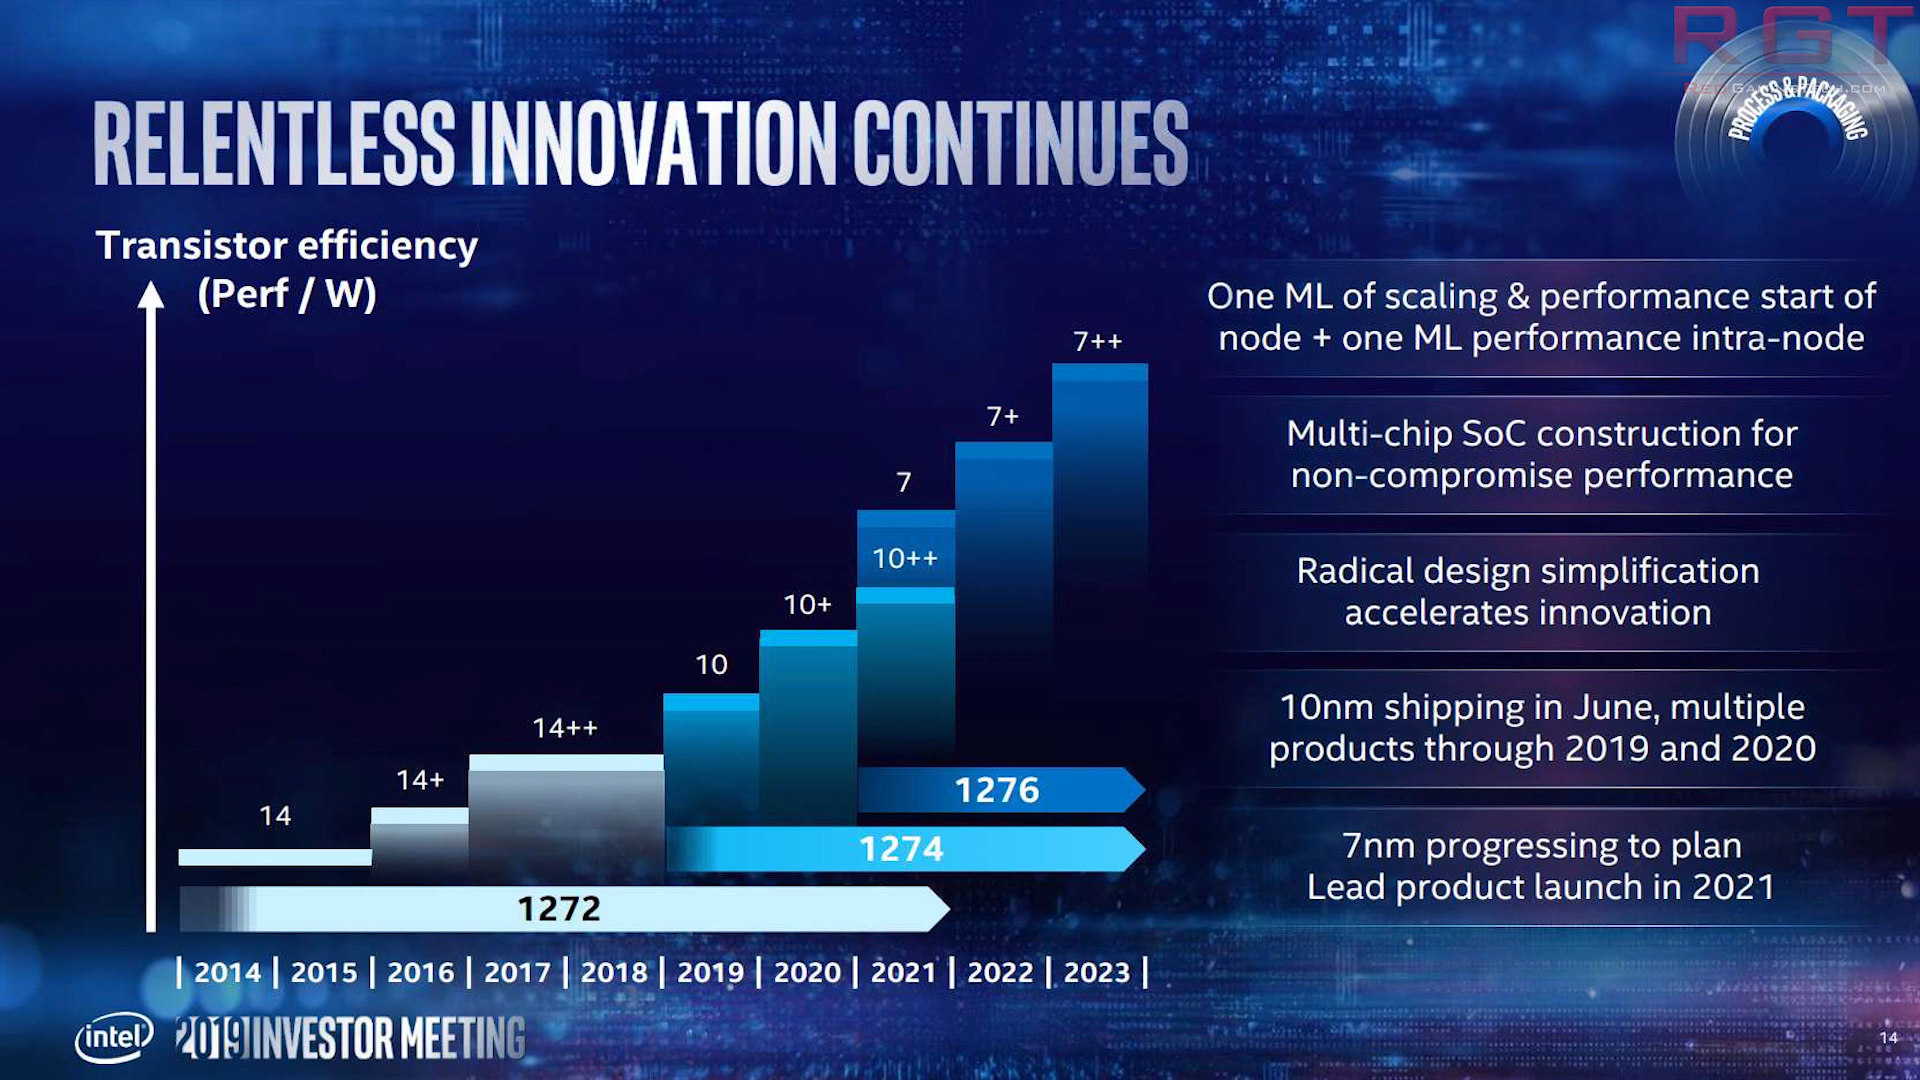 RGT
PROCESS & PACKAGING
RELENTLESS INNOVATION CONTINUES
Transistor efficiency
(Perf / W)
7++
7+
7
10++
10+
10
14++
14+
14
1276
1274
1272
| 2014 | 2015 | 2016 | 2017 | 2018 | 2019 | 2020 | 2021 | 2022 | 2023 |
One ML of scaling & performance start of
node + one ML performance intra-node
Multi-chip SoC construction for
non-compromise performance
Radical design simplification
accelerates innovation
10nm shipping in June, multiple
products through 2019 and 2020
7nm progressing to plan
Lead product launch in 2021
intel 2019 INVESTOR MEETING
14